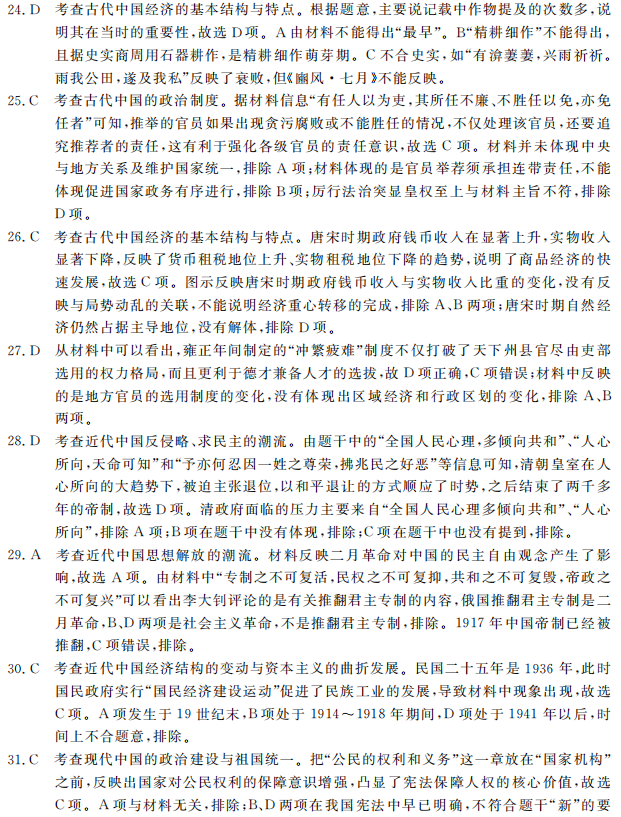 24. D 考查古代中国经济的基本结构与特点。根据题意,主要说记载中作物提及的次数多,说
明其在当时的重要性,故选D项。A由材料不能得出“最早”。B“精耕细作”不能得出,
且据史实商周用石器耕作,是精耕细作萌芽期。C不合史实,如“有渰萋萋,兴雨祈祈。
雨我公田,遂及我私”反映了衰败,但《豳风·七月》不能反映。
25. C 考查古代中国的政治制度。据材料信息“有任人以为吏,其所任不廉、不胜任以免,亦免
任者”可知,推举的官员如果出现贪污腐败或不能胜任的情况,不仅处理该官员,还要追
究推荐者的责任,这有利于强化各级官员的责任意识,故选C项。材料并未体现中央
与地方关系及维护国家统一,排除A项;材料体现的是官员举荐须承担连带责任,不能
体现促进国家政务有序进行,排除B项;厉行法治突显皇权至上与材料主旨不符,排除
D项。
26. C 考查古代中国经济的基本结构与特点。唐宋时期政府钱币收入在显著上升,实物收入
显著下降,反映了货币租税地位上升、实物租税地位下降的趋势,说明了商品经济的快
速发展,故选C项。图示反映唐宋时期政府钱币收入与实物收入比重的变化,没有反
映与局势动乱的关联,不能说明经济重心转移的完成,排除A、B两项;唐宋时期自然经
济仍然占据主导地位,没有解体,排除D项。
27. D 从材料中可以看出,雍正年间制定的“冲繁疲难”制度不仅打破了天下州县官尽由吏部
选用的权力格局,而且更利于德才兼备人才的选拔,故D项正确,C项错误;材料中反映
的是地方官员的选用制度的变化,没有体现出区域经济和行政区划的变化,排除A、B
两项。
28. D 考查近代中国反侵略、求民主的潮流。由题干中的“全国人民心理,多倾向共和”、“人心
所向,天命可知”和“予亦何忍因一姓之尊荣,拂兆民之好恶”等信息可知,清朝皇室在人
心所向的大趋势下,被迫主张退位,以和平退让的方式顺应了时势,之后结束了两千多
年的帝制,故选D项。清政府面临的压力主要来自“全国人民心理多倾向共和”、“人心
所向”,排除A项;B项在题干中没有体现,排除;C项在题干中也没有提到,排除。
29. A 考查近代中国思想解放的潮流。材料反映二月革命对中国的民主自由观念产生了影
响,故选A项。由材料中“专制之不可复活,民权之不可复抑,共和之不可复毁,帝政之
不可复兴”可以看出李大钊评论的是有关推翻君主专制的内容,俄国推翻君主专制是二
月革命,B、D两项是社会主义革命,不是推翻君主专制,排除。1917年中国帝制已经被
推翻,C项错误,排除。
30. C 考查近代中国经济结构的变动与资本主义的曲折发展。民国二十五年是1936年,此时
国民政府实行“国民经济建设运动”促进了民族工业的发展,导致材料中现象出现,故选
C项。A项发生于19世纪末,B项处于1914～1918年期间,D项处于1941年以后,时
间上不合题意,排除。
31. C 考查现代中国的政治建设与祖国统一。把“公民的权利和义务”这一章放在“国家机构”
之前,反映出国家对公民权利的保障意识增强,凸显了宪法保障人权的核心价值,故选
C项。A项与材料无关,排除;B、D两项在我国宪法中早已明确,不符合题干“新”的要